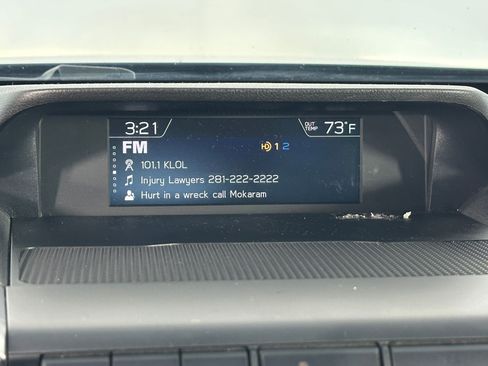 3:21
OUT TEMP 73°F
FM HD 1 2
101.1 KLOL
Injury Lawyers 281-222-2222
Hurt in a wreck call Mokaram